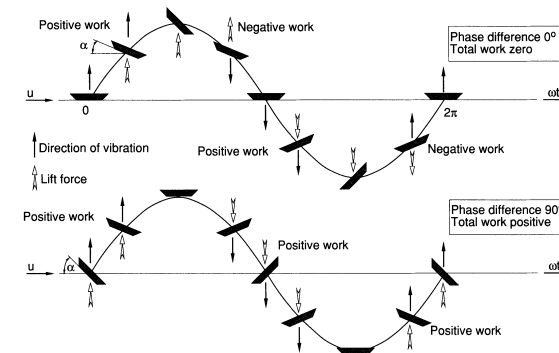 Positive work
Negative work
Phase difference 0°
Total work zero
α
u
0
2π
ωt
Direction of vibration
Positive work
Negative work
Lift force
Positive work
Phase difference 90°
Total work positive
Positive work
u
α
ωt
Positive work